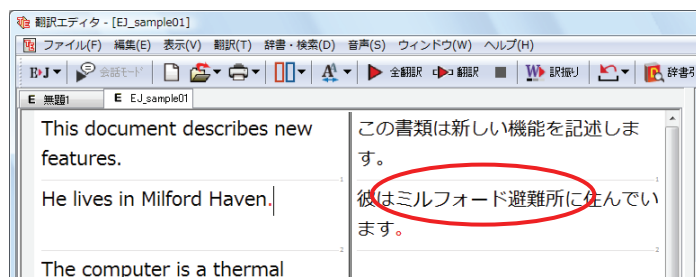 翻訳エディタ - [EJ_sample01]
ファイル(F) 編集(E) 表示(V) 翻訳(T) 辞書・検索(D) 音声(S) ウィンドウ(W) ヘルプ(H)
E›J 会話モード 全翻訳 翻訳 訳振り 辞書引
E 無題1 E EJ_sample01
This document describes new
features.
この書類は新しい機能を記述しま
す。
1 1
He lives in Milford Haven.
彼はミルフォード避難所に住んでい
ます。
2 2
The computer is a thermal